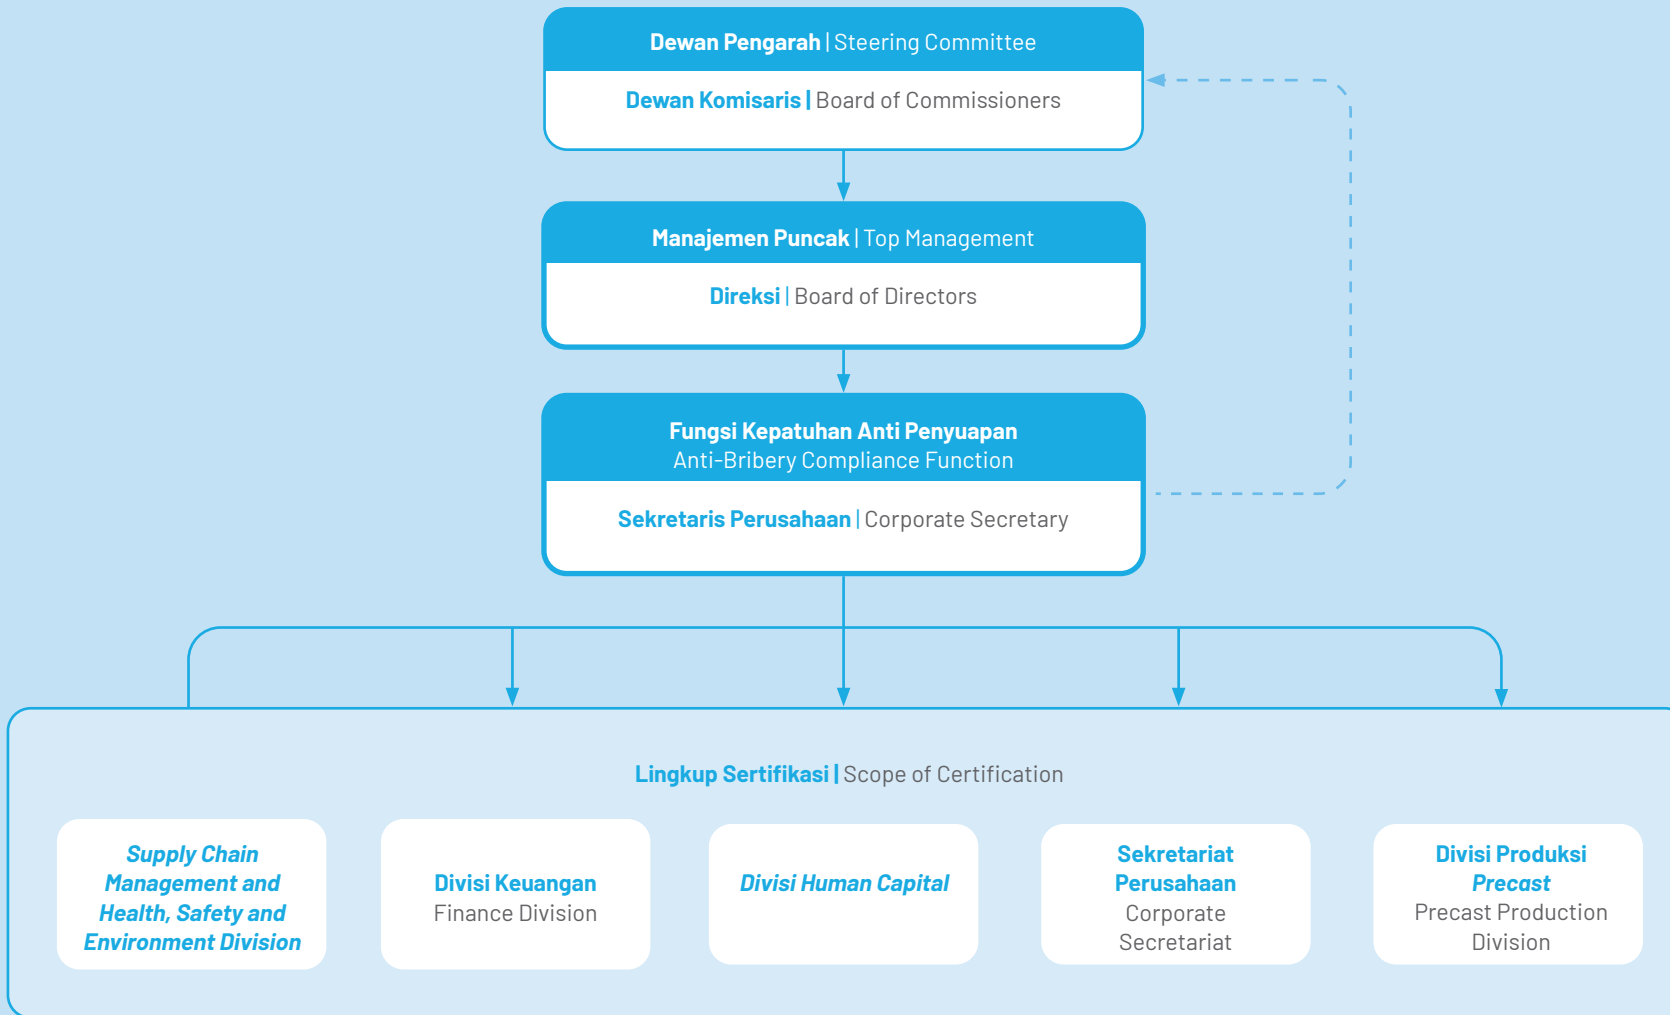 Dewan Pengarah | Steering Committee
Dewan Komisaris | Board of Commissioners
Manajemen Puncak | Top Management
Direksi | Board of Directors
Fungsi Kepatuhan Anti Penyuapan
Anti-Bribery Compliance Function
Sekretaris Perusahaan | Corporate Secretary
Lingkup Sertifikasi | Scope of Certification
Supply Chain
Management and
Health, Safety and
Environment Division
Divisi Keuangan
Finance Division
Divisi Human Capital
Sekretariat
Perusahaan
Corporate
Secretariat
Divisi Produksi
Precast
Precast Production
Division